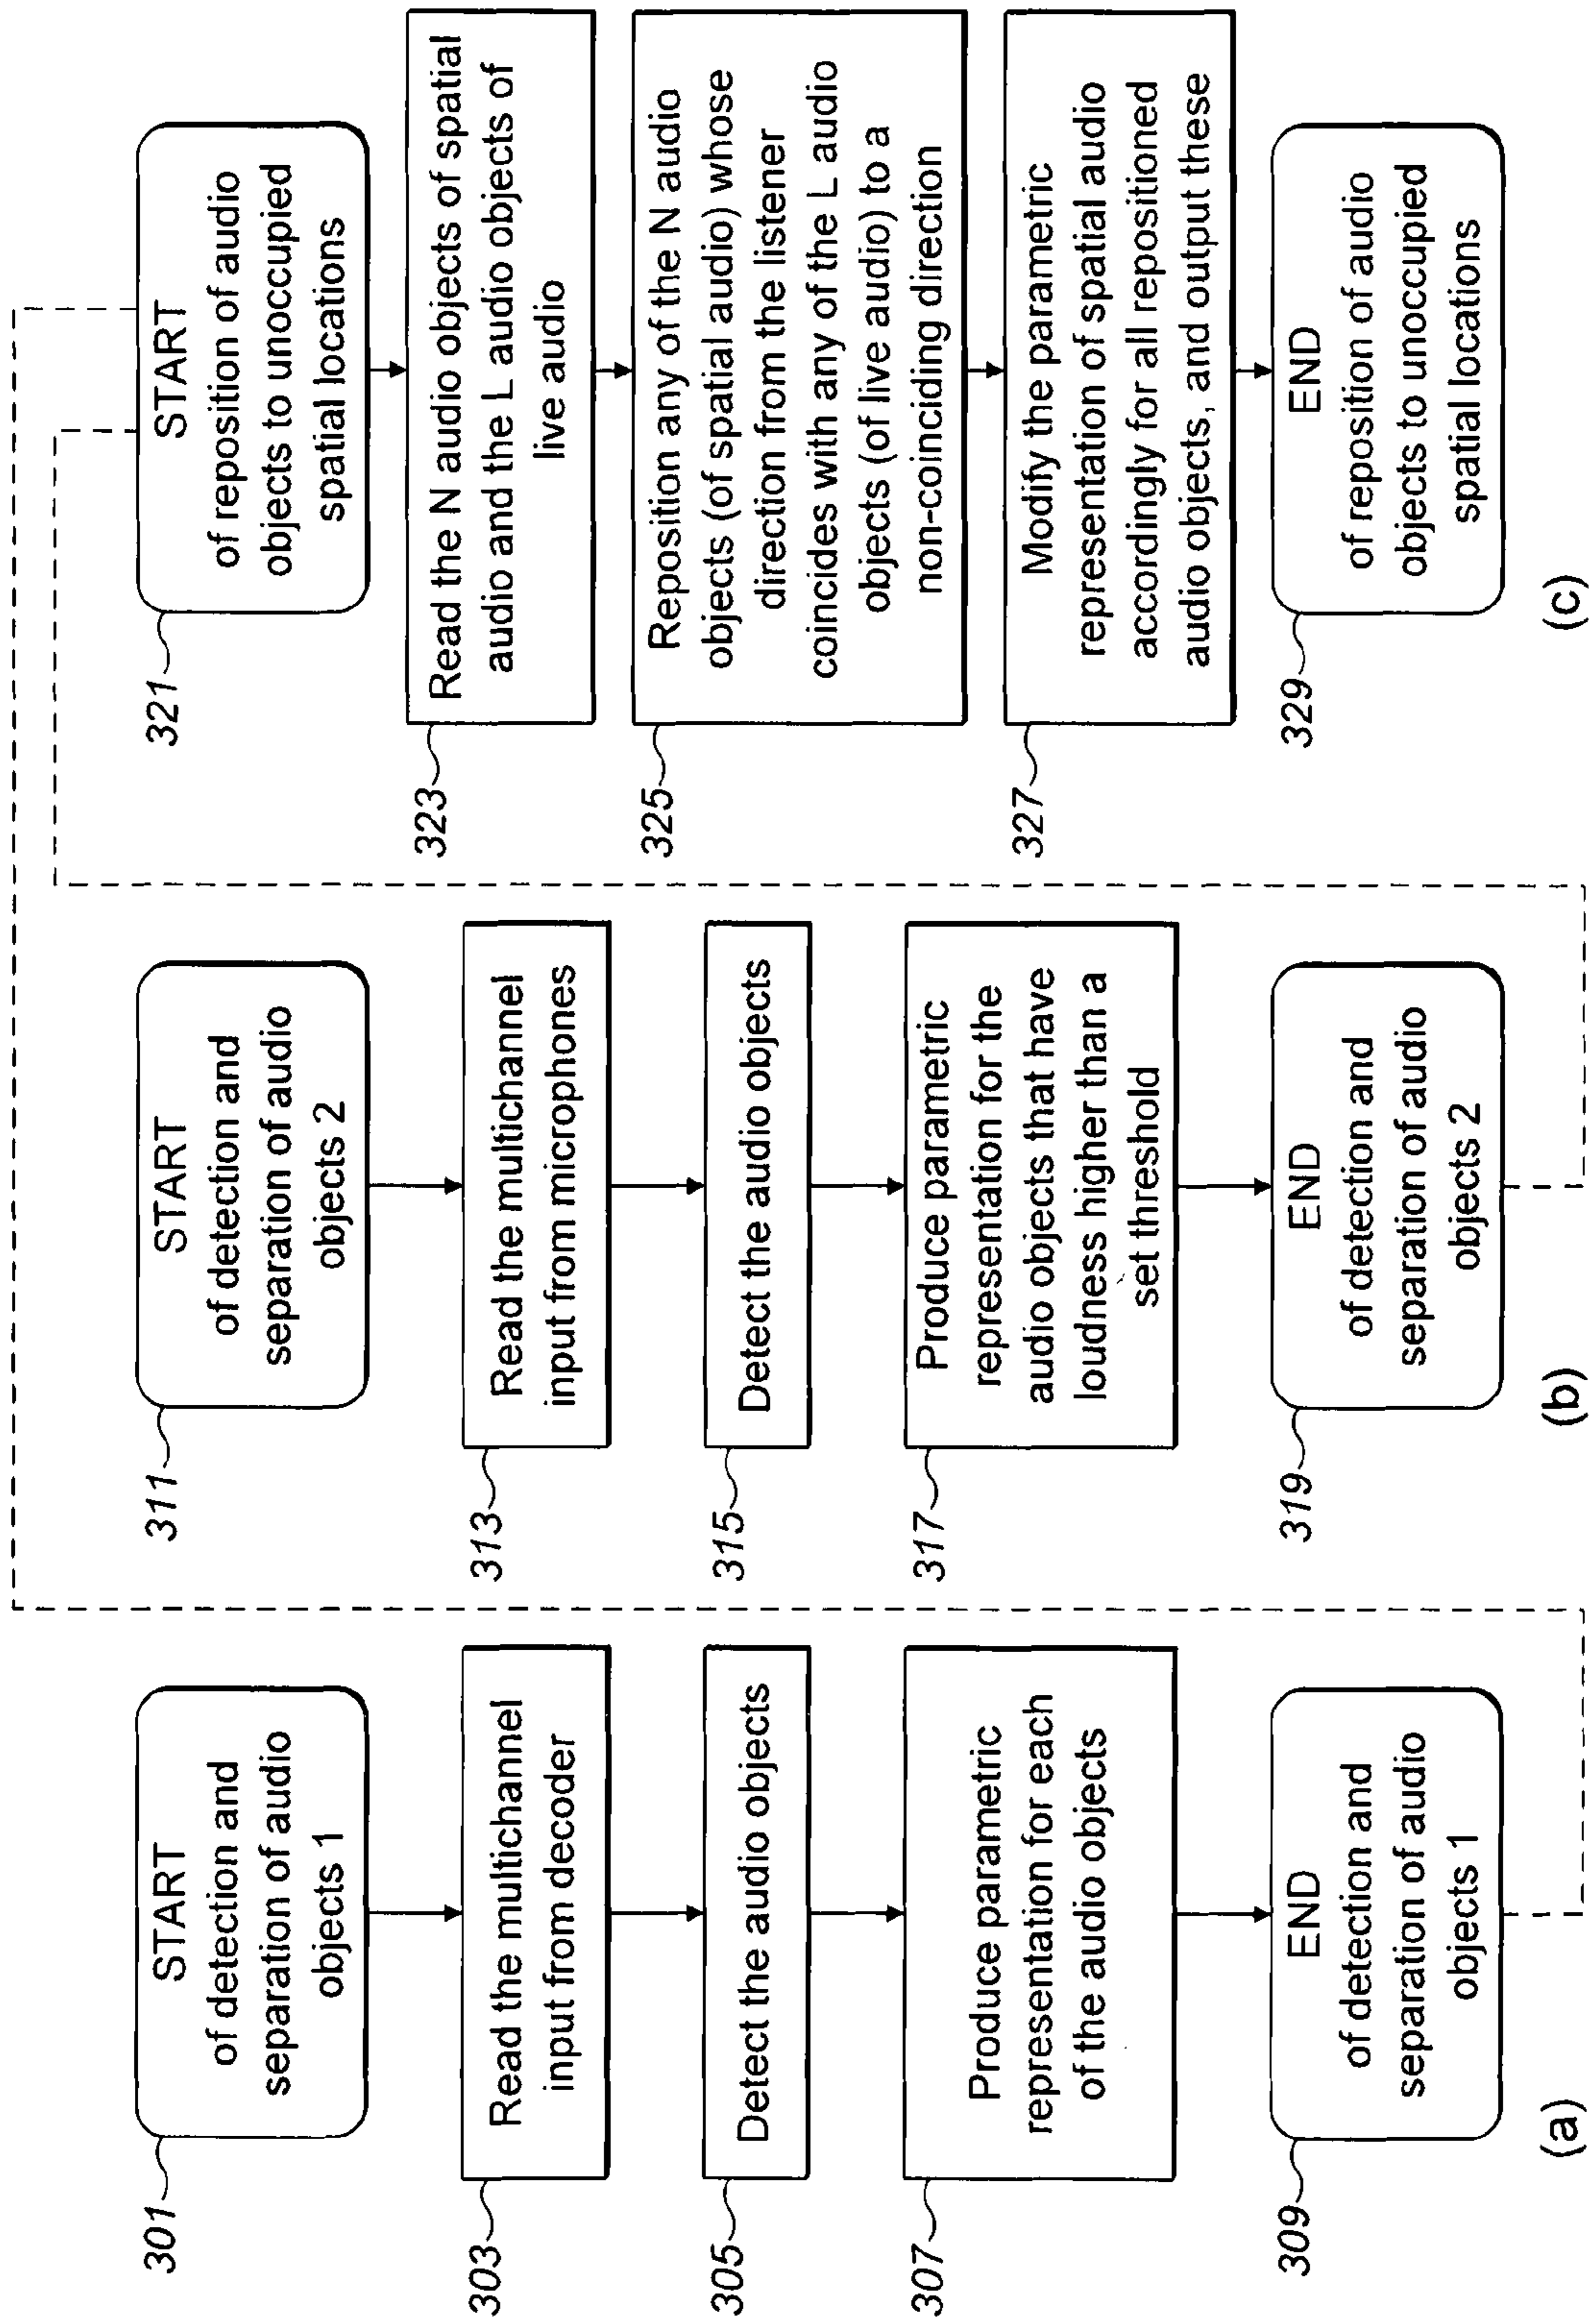 301
START
of detection and
separation of audio
objects 1
303
Read the multichannel
input from decoder
305
Detect the audio objects
307
Produce parametric
representation for each
of the audio objects
309
END
of detection and
separation of audio
objects 1
(a)
311
START
of detection and
separation of audio
objects 2
313
Read the multichannel
input from microphones
315
Detect the audio objects
317
Produce parametric
representation for the
audio objects that have
loudness higher than a
set threshold
319
END
of detection and
separation of audio
objects 2
(b)
321
START
of reposition of audio
objects to unoccupied
spatial locations
323
Read the N audio objects of spatial
audio and the L audio objects of
live audio
325
Reposition any of the N audio
objects (of spatial audio) whose
direction from the listener
coincides with any of the L audio
objects (of live audio) to a
non-coinciding direction
327
Modify the parametric
representation of spatial audio
accordingly for all repositioned
audio objects, and output these
329
END
of reposition of audio
objects to unoccupied
spatial locations
(c)